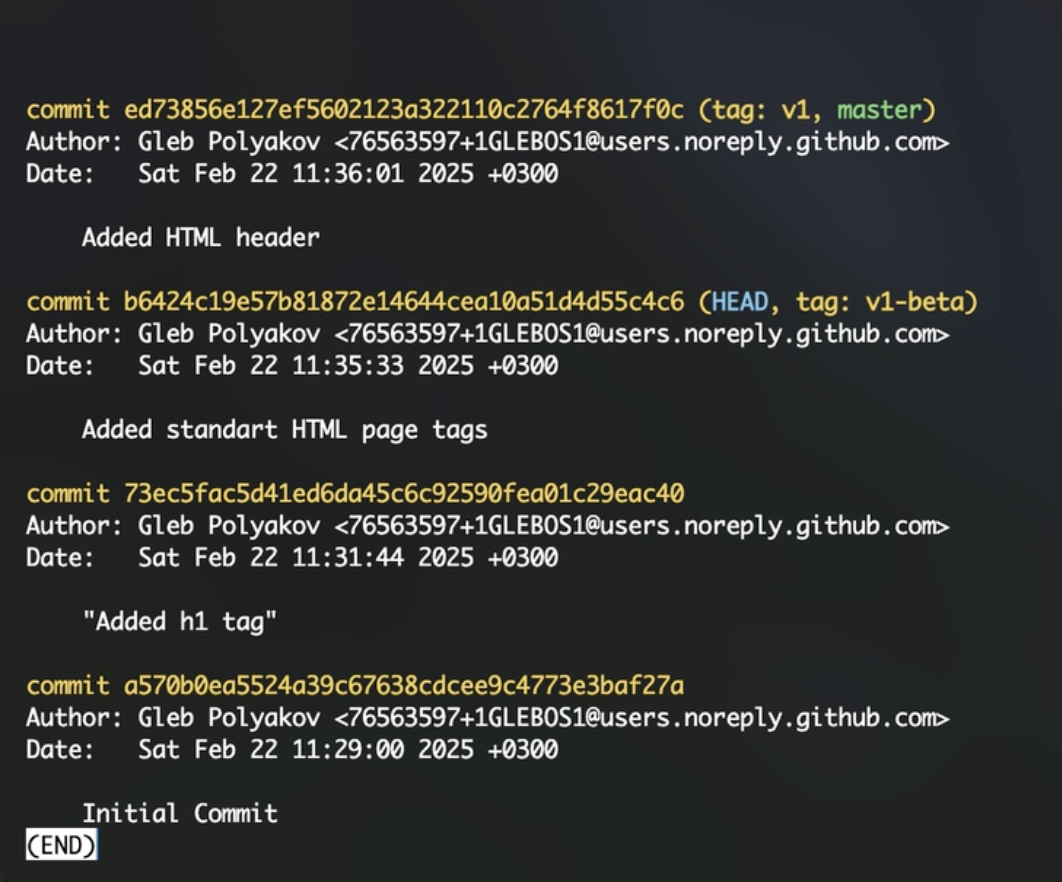 commit ed73856e127ef5602123a322110c2764f8617f0c (tag: v1, master)
Author: Gleb Polyakov <76563597+1GLEBOS1@users.noreply.github.com>
Date:   Sat Feb 22 11:36:01 2025 +0300
    Added HTML header
commit b6424c19e57b81872e14644cea10a51d4d55c4c6 (HEAD, tag: v1-beta)
Author: Gleb Polyakov <76563597+1GLEBOS1@users.noreply.github.com>
Date:   Sat Feb 22 11:35:33 2025 +0300
    Added standart HTML page tags
commit 73ec5fac5d41ed6da45c6c92590fea01c29eac40
Author: Gleb Polyakov <76563597+1GLEBOS1@users.noreply.github.com>
Date:   Sat Feb 22 11:31:44 2025 +0300
    "Added h1 tag"
commit a570b0ea5524a39c67638cdcee9c4773e3baf27a
Author: Gleb Polyakov <76563597+1GLEBOS1@users.noreply.github.com>
Date:   Sat Feb 22 11:29:00 2025 +0300
    Initial Commit
(END)